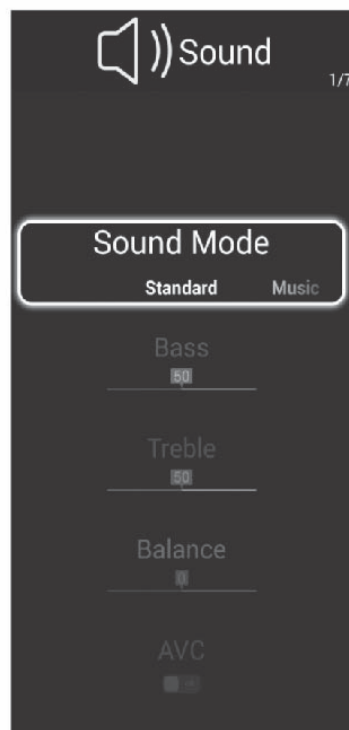 Sound
1/7
Sound Mode
Standard Music
Bass
50
Treble
50
Balance
0
AVC